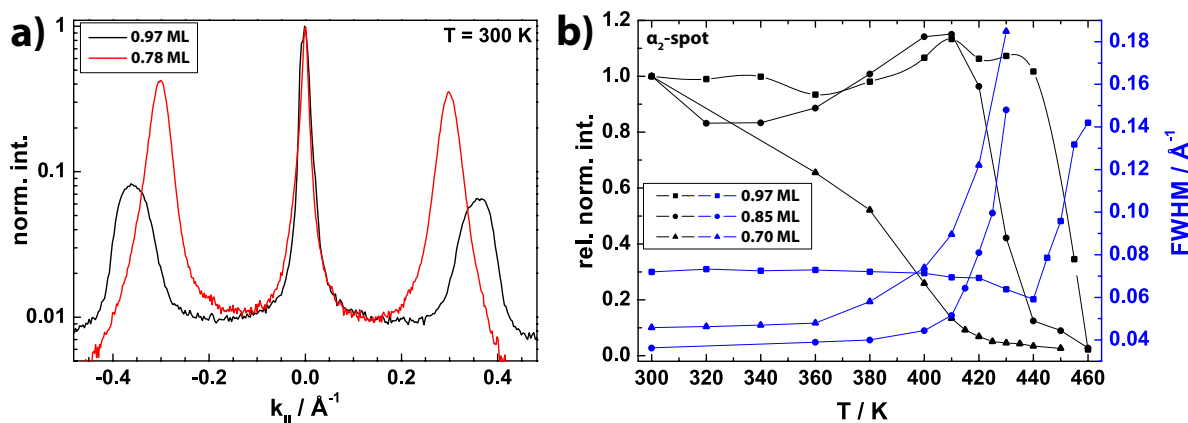 a)
0.97 ML
0.78 ML
T = 300 K
norm. int.
1
0.1
0.01
-0.4 -0.2 0.0 0.2 0.4
k|| / Å-1
b)
α2-spot
rel. norm. int.
1.2
1.0
0.8
0.6
0.4
0.2
0.0
0.97 ML
0.85 ML
0.70 ML
0.18
0.16
0.14
0.12
0.10
0.08
0.06
0.04
FWHM / Å-1
300 320 340 360 380 400 420 440 460
T / K